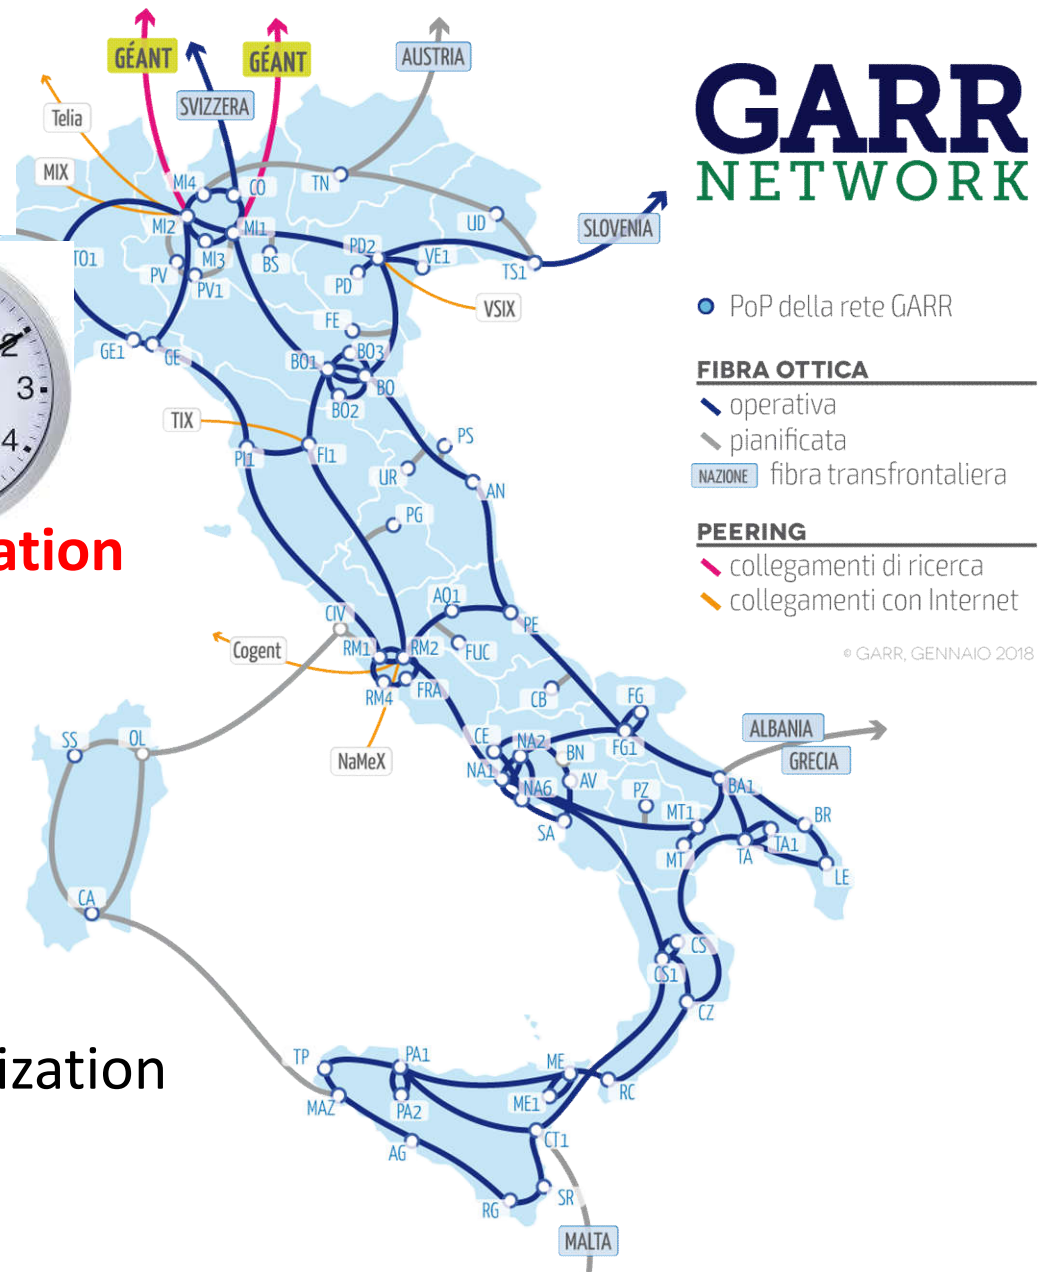 GÉANT
GÉANT
AUSTRIA
SVIZZERA
Telia
MIX
GARR
NETWORK
MI4
CO
TN
MI2
MI1
UD
SLOVENIA
MI3
BS
PD2
VE1
TS1
TO1
PV
PV1
PD
VSIX
PoP della rete GARR
FE
GE1
GE
BO1
BO3
BO
BO2
FIBRA OTTICA
operativa
pianificata
NAZIONE fibra transfrontaliera
2
3
4
TIX
PI1
FI1
PS
UR
AN
PG
PEERING
collegamenti di ricerca
collegamenti con Internet
ation
AQ1
PE
CIV
RM1
RM2
FUC
Cogent
RM4
FRA
© GARR, GENNAIO 2018
CB
FG
FG1
ALBANIA
GRECIA
SS
OL
CE
NA2
BN
NaMeX
NA1
NA6
AV
PZ
BA1
SA
MT1
MT
BR
TA
TA1
LE
CA
CS
CS1
CZ
ization
TP
PA1
ME
RC
MAZ
PA2
ME1
AG
CT1
RG
SR
MALTA